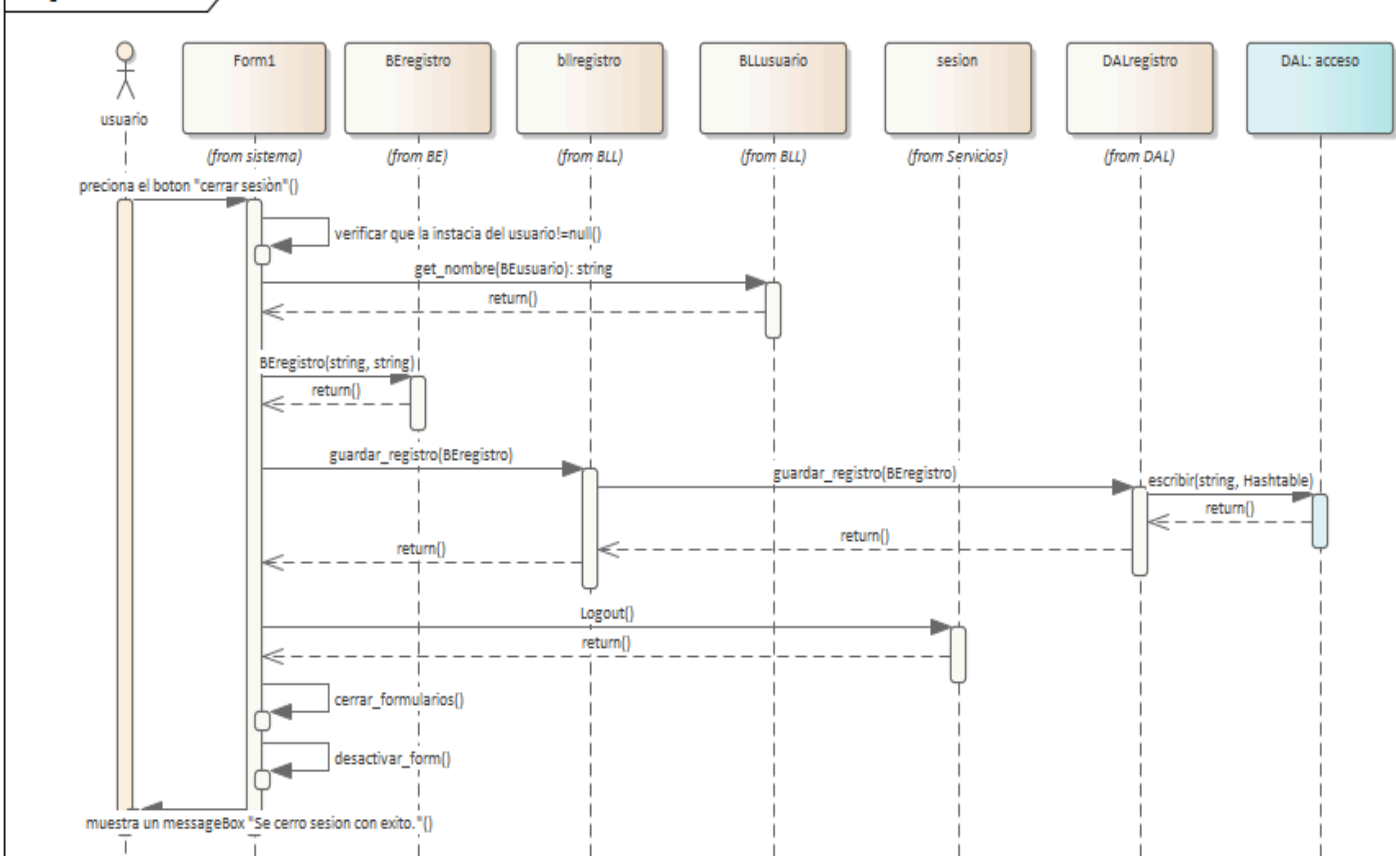 Form1
BEregistro
bllregistro
BLLusuario
sesion
DALregistro
DAL: acceso
usuario
(from sistema)
(from BE)
(from BLL)
(from BLL)
(from Servicios)
(from DAL)
preciona el boton "cerrar sesiòn"()
verificar que la instacia del usuario!=null()
get_nombre(BEusuario): string
return()
BEregistro(string, string)
return()
guardar_registro(BEregistro)
guardar_registro(BEregistro)
escribir(string, Hashtable)
return()
return()
return()
Logout()
return()
cerrar_formularios()
desactivar_form()
muestra un messageBox "Se cerro sesion con exito."()